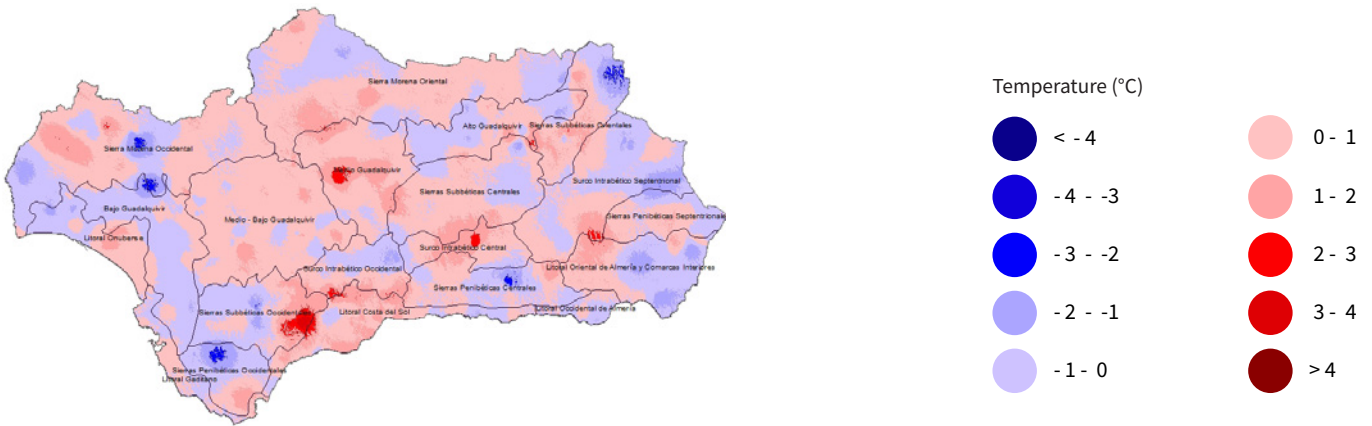 Sierra Morena Oriental
Alto Guadalquivir
Sierras Subbéticas Orientales
Sierra Morena Occidental
Medio Guadalquivir
Surco Intrabético Septentrional
Sierras Subbéticas Centrales
Bajo Guadalquivir
Medio - Bajo Guadalquivir
Sierras Penibéticas Septentrionales
Litoral Onubense
Surco Intrabético Central
Surco Intrabético Occidental
Litoral Oriental de Almería y Comarcas Interiores
Sierras Penibéticas Centrales
Sierras Subbéticas Occidentales
Litoral Costa del Sol
Litoral Occidental de Almería
Sierras Penibéticas Occidentales
Litoral Gaditano
Temperature (°C)
< - 4
- 4 - -3
- 3 - -2
- 2 - -1
- 1 - 0
0 - 1
1 - 2
2 - 3
3 - 4
> 4